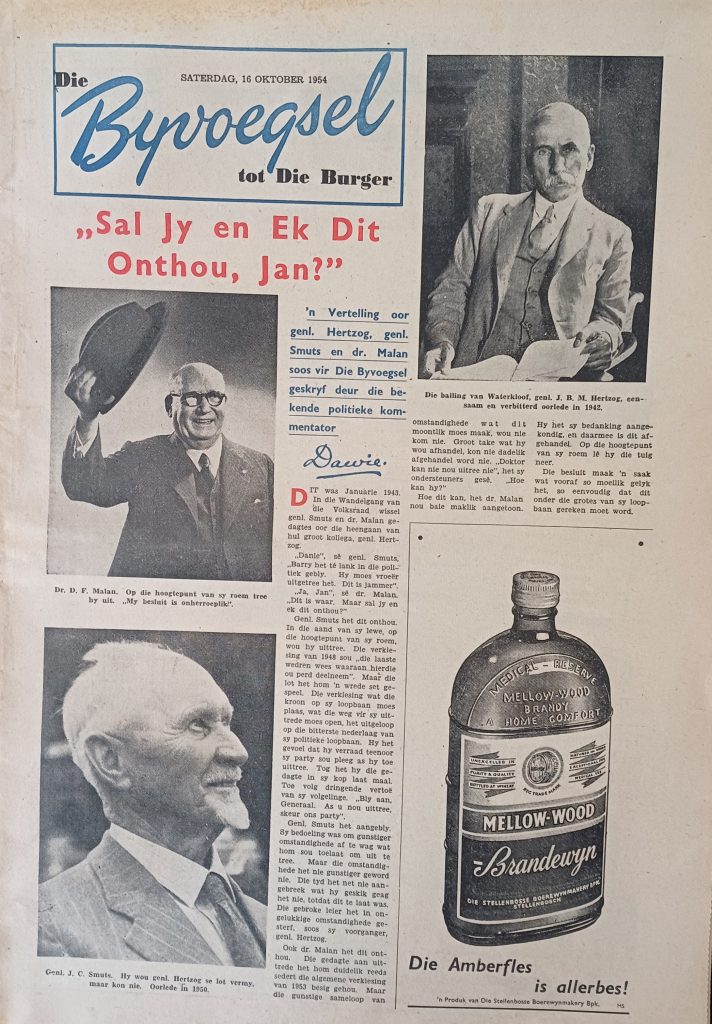 Die
SATERDAG, 16 OKTOBER 1954
Byvoegsel
tot Die Burger
„Sal Jy en Ek Dit
Onthou, Jan?”
'n Vertelling oor
genl. Hertzog, genl.
Smuts en dr. Malan
soos vir Die Byvoegsel
geskryf deur die be-
kende politieke kom-
mentator
Dawie.
Dr. D. F. Malan. Op die hoogtepunt van sy roem tree
hy uit. „My besluit is onherroeplik”.
Genl. J. C. Smuts. Hy wou genl. Hertzog se lot vermy,
maar kon nie. Oorlede in 1950.
Die balling van Waterkloof, genl. J. B. M. Hertzog, een-
saam en verbitterd oorlede in 1942.
DIT was Januarie 1943.
In die Wandelgang van
die Volksraad wissel
genl. Smuts en dr. Malan ge-
dagtes oor die heengaan van
hul groot kollega, genl. Hert-
zog.
„Danie”, sê genl. Smuts,
„Barry het té lank in die poli-
tiek gebly. Hy moes vroeër
uitgetree het. Dit is jammer”.
„Ja, Jan”, sê dr. Malan.
„Dit is waar. Maar sal jy en
ek dit onthou?”
Genl. Smuts het dit onthou.
In die aand van sy lewe, op
die hoogtepunt van sy roem,
wou hy uittree. Die verkie-
sing van 1948 sou „die laaste
wedren wees waaraan hierdie
ou perd deelneem”. Maar die
lot het hom 'n wrede set ge-
speel. Die verkiesing wat die
kroon op sy loopbaan moes
plaas, wat die weg vir sy uit-
trede moes open, het uitgeloop
op die bitterste nederlaag van
sy politieke loopbaan. Hy het
gevoel dat hy verraad teenoor
sy party sou pleeg as hy toe
uittree. Tog het hy die ge-
dagte in sy kop laat maal.
Toe volg dringende vertoë
van sy volgelinge. „Bly aan,
Generaal. As u nou uittree,
skeur ons party”.
Genl. Smuts het aangebly.
Sy bedoeling was om gunstiger
omstandighede af te wag wat
hom sou toelaat om uit te
tree. Maar die omstandig-
hede het nie gunstiger geword
nie. Die tyd het net nie aan-
gebreek wat hy geskik geag
het nie, totdat dit te laat was.
Die gebroke leier het in on-
gelukkige omstandighede ge-
sterf, soos sy voorganger,
genl. Hertzog.
Ook dr. Malan het dit ont-
hou. Die gedagte aan uit-
trede het hom duidelik reeds
sedert die algemene verkiesing
van 1953 besig gehou. Maar
die gunstige sameloop van
omstandighede wat dit
moontlik moes maak, wou nie
kom nie. Groot take wat hy
wou afhandel, kon nie dadelik
afgehandel word nie. „Doktor
kan nie nou uitree nie”, het sy
ondersteuners gesê. „Hoe
kan hy?”
Hoe dit kan, het dr. Malan
nou baie maklik aangetoon.
Hy het sy bedanking aange-
kondig, en daarmee is dit af-
gehandel. Op die hoogtepunt
van sy roem lê hy die tuig
neer.
Die besluit maak 'n saak
wat vooraf so moeilik gelyk
het, so eenvoudig dat dit
onder die grotes van sy loop-
baan gereken moet word.
MEDICAL - RESERVE
MELLOW-WOOD
BRANDY
A HOME COMFORT
UNEXCELLED IN
PURITY & QUALITY
BOTTLED AT WINERY
REG. TRADE MARK
MELLOW-WOOD
Brandewyn
DIE STELLENBOSSE BOEREWYNMAKERY BPK.
STELLENBOSCH
Die Amberfles
is allerbes!
'n Produk van Die Stellenbosse Boerewynmakery Bpk.
HS